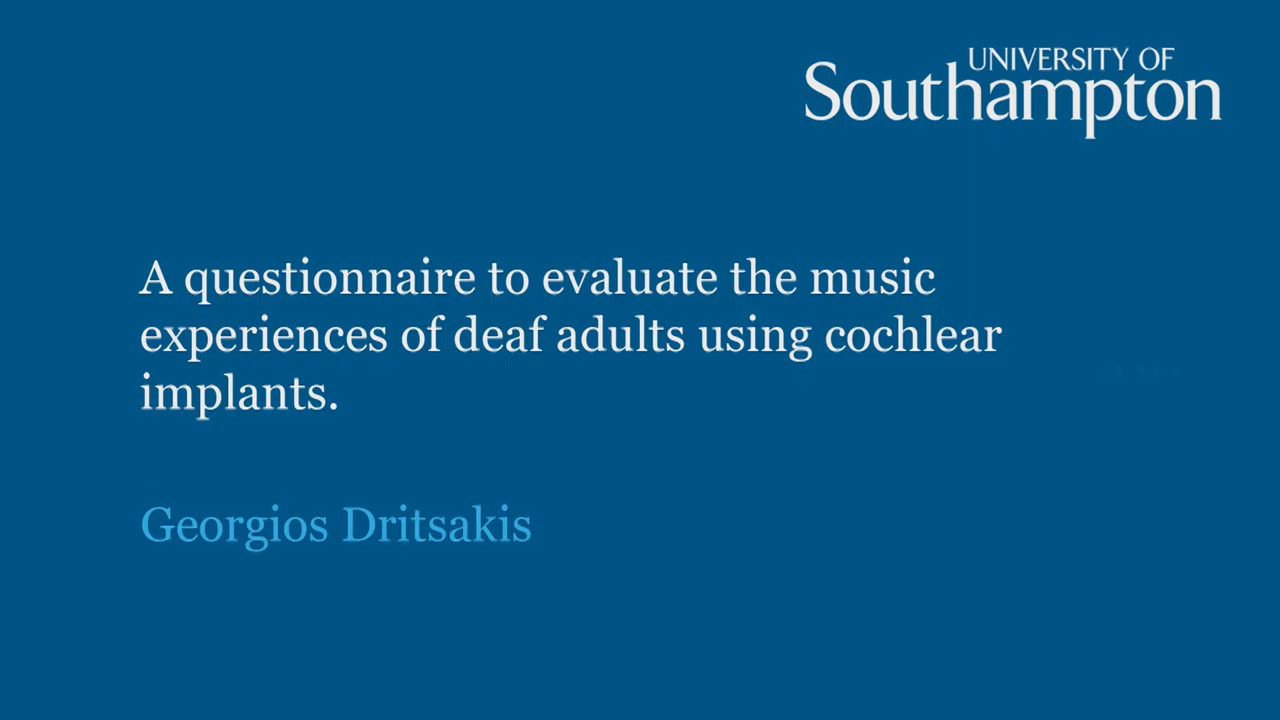 UNIVERSITY OF
Southampton
A questionnaire to evaluate the music
experiences of deaf adults using cochlear
implants.
Georgios Dritsakis